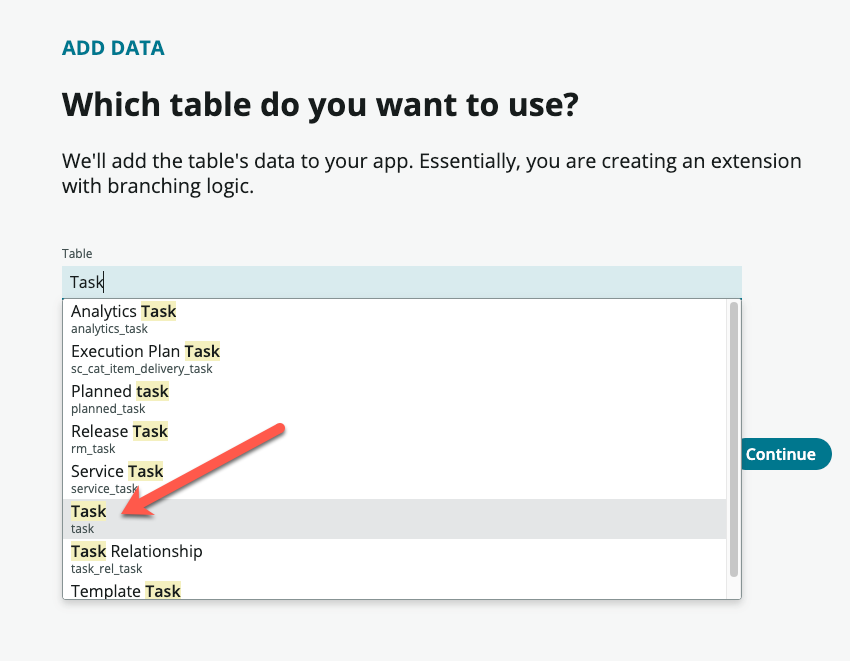 ADD DATA
Which table do you want to use?
We'll add the table's data to your app. Essentially, you are creating an extension
with branching logic.
Table
Task
Analytics Task
analytics_task
Execution Plan Task
sc_cat_item_delivery_task
Planned task
planned_task
Release Task
rm_task
Continue
Service Task
service_task
Task
task
Task Relationship
task_rel_task
Template Task